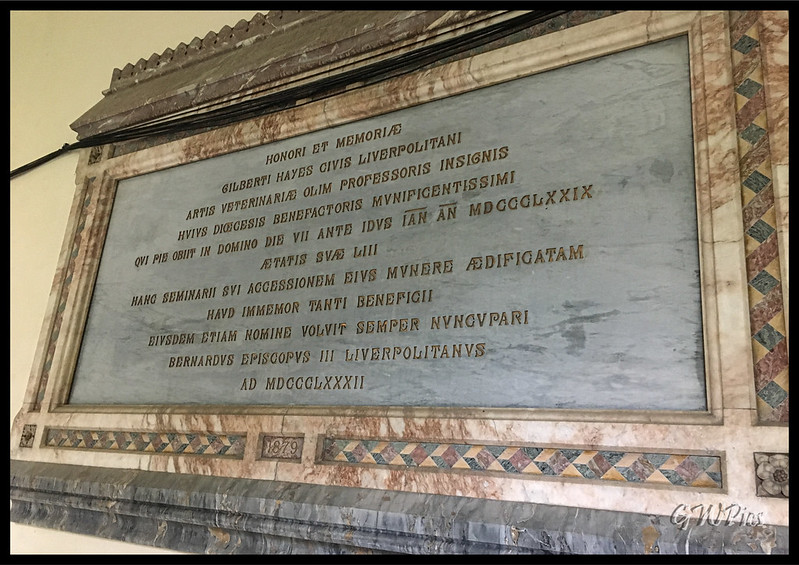 HONORI ET MEMORIÆ
GILBERTI HAYES CIVIS LIVERPOLITANI
ARTIS VETERINARIÆ OLIM PROFESSORIS INSIGNIS
HVIVS DIŒCESIS BENEFACTORIS MVNIFICENTISSIMI
QVI PIE OBIIT IN DOMINO DIE VII ANTE IDVS IAN AN MDCCCLXXIX
ÆTATIS SVÆ LIII
HANC SEMINARII SVI ACCESSIONEM EIVS MVNERE ÆDIFICATAM
HAVD IMMEMOR TANTI BENEFICII
EIVSDEM ETIAM NOMINE VOLVIT SEMPER NVNCVPARI
BERNARDVS EPISCOPVS III LIVERPOLITANVS
AD MDCCCLXXXII
1879
GWPics